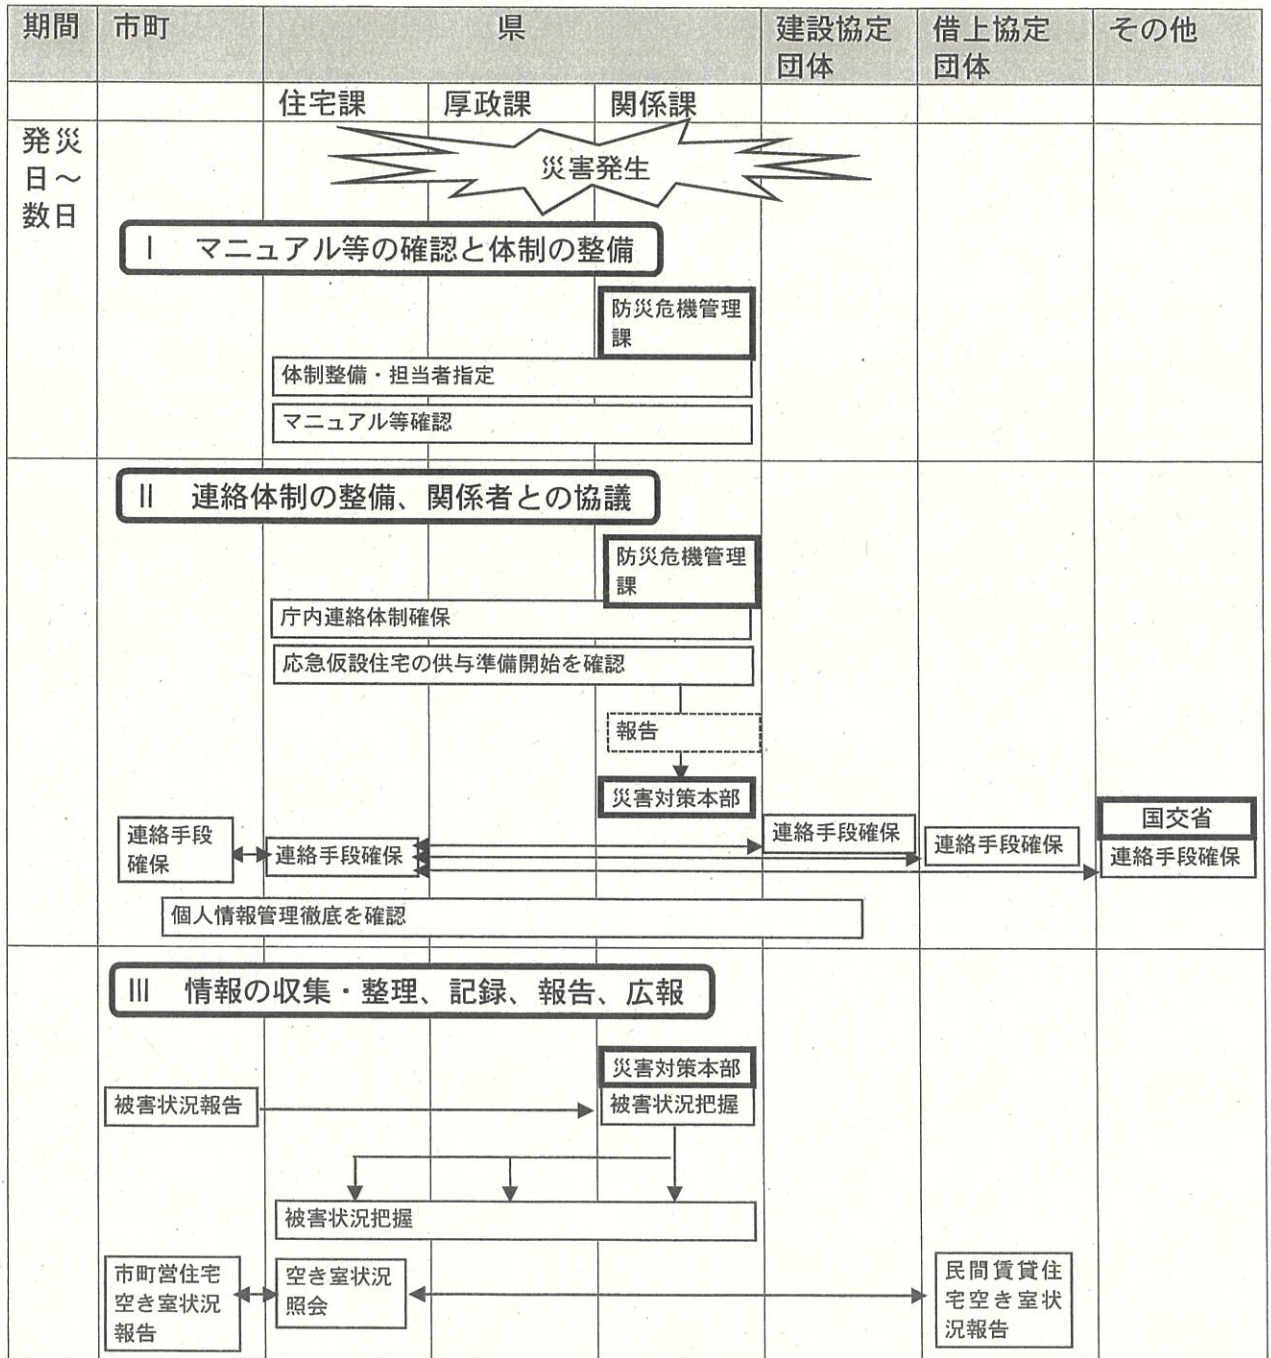 期間
市町
県
建設協定
団体
借上協定
団体
その他
住宅課
厚政課
関係課
発災
日～
数日
災害発生
Ⅰ　マニュアル等の確認と体制の整備
防災危機管理
課
体制整備・担当者指定
マニュアル等確認
Ⅱ　連絡体制の整備、関係者との協議
防災危機管理
課
庁内連絡体制確保
応急仮設住宅の供与準備開始を確認
報告
災害対策本部
連絡手段
確保
連絡手段確保
連絡手段確保
連絡手段確保
国交省
連絡手段確保
個人情報管理徹底を確認
Ⅲ　情報の収集・整理、記録、報告、広報
災害対策本部
被害状況報告
被害状況把握
被害状況把握
市町営住宅
空き室状況
報告
空き室状況
照会
民間賃貸住
宅空き室状
況報告